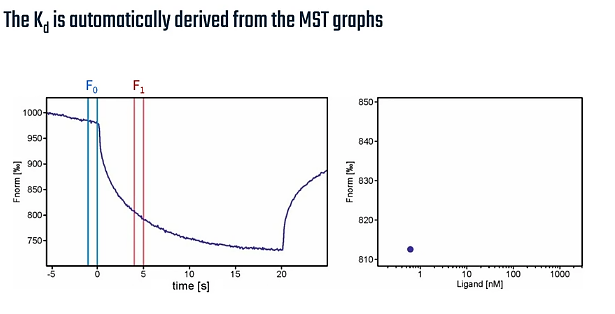 The Kd is automatically derived from the MST graphs
F0 F1
Fnorm [‰]
1000
950
900
850
800
750
-5 0 5 10 15 20
time [s]
Fnorm [‰]
850
840
830
820
810
1 10 100 1000
Ligand [nM]